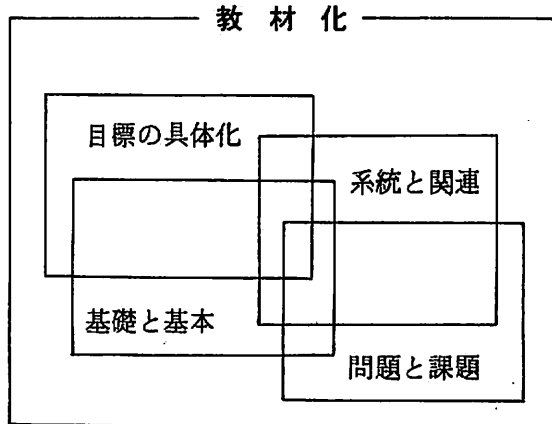 教材化
目標の具体化
系統と関連
基礎と基本
問題と課題